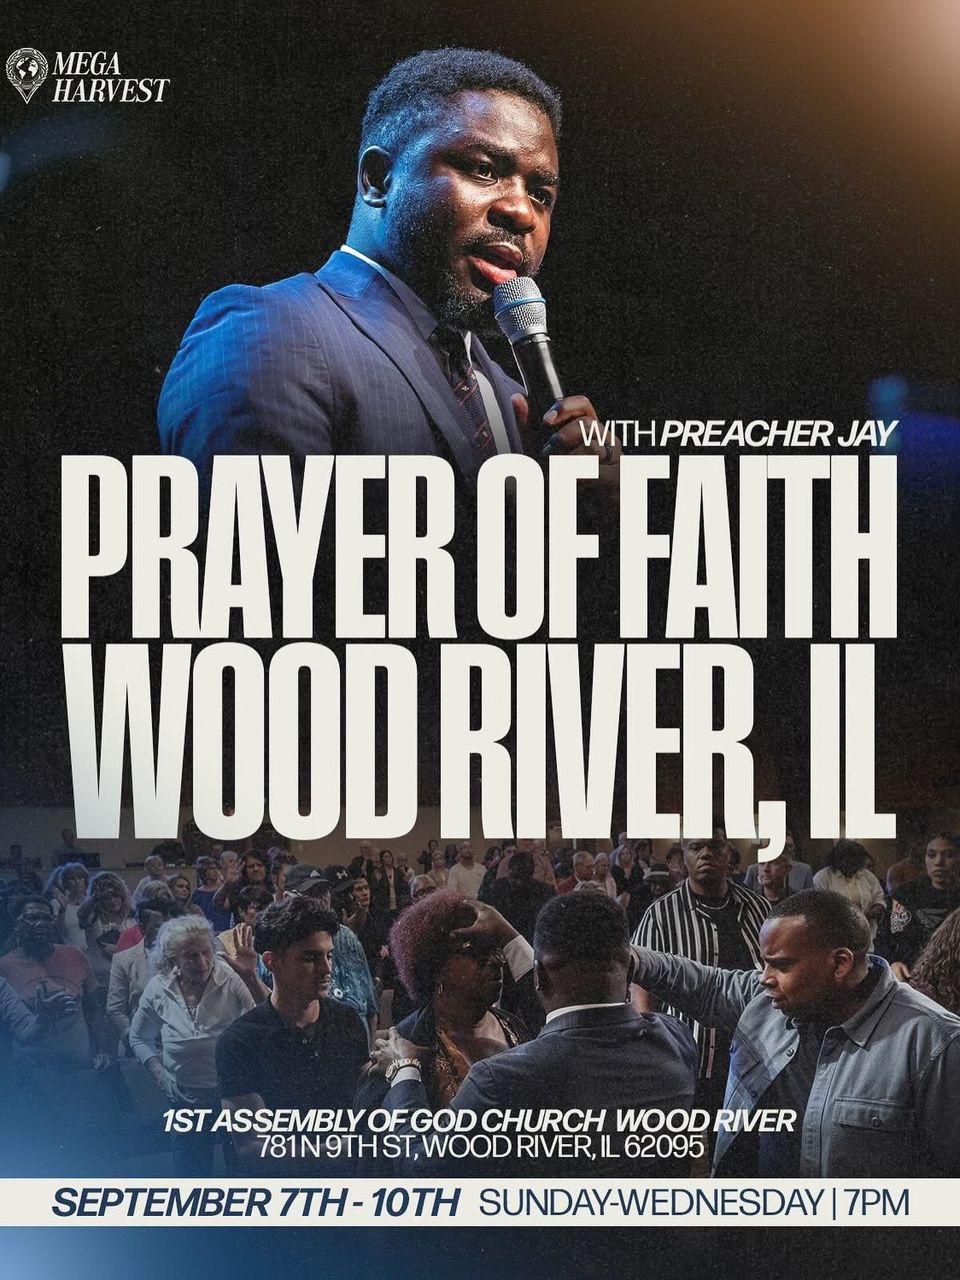 MEGA
HARVEST
WITH PREACHER JAY
PRAYER OF FAITH
WOOD RIVER, IL
1ST ASSEMBLY OF GOD CHURCH WOOD RIVER
781 N 9TH ST, WOOD RIVER, IL 62095
SEPTEMBER 7TH - 10TH SUNDAY-WEDNESDAY | 7PM